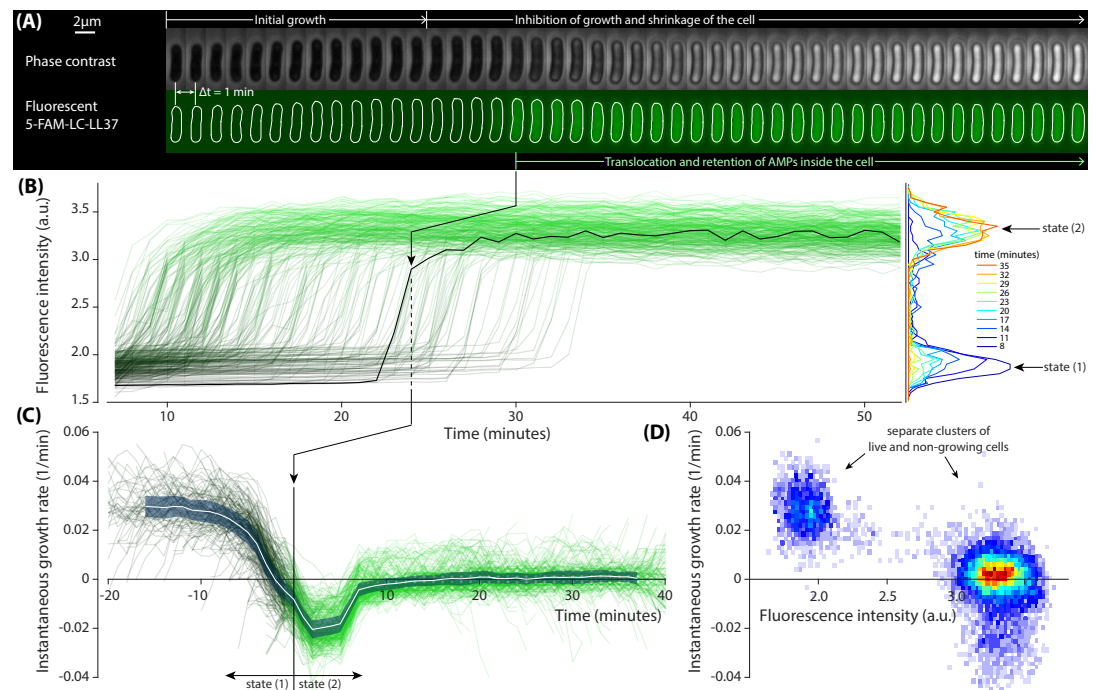 (A)
2μm
Initial growth
Inhibition of growth and shrinkage of the cell
Phase contrast
Δt = 1 min
Fluorescent
5-FAM-LC-LL37
Translocation and retention of AMPs inside the cell
(B)
Fluorescence intensity (a.u.)
3.5
3.0
2.5
2.0
1.5
10
20
30
40
50
Time (minutes)
state (2)
time (minutes)
35
32
29
26
23
20
17
14
11
8
state (1)
(C)
Instantaneous growth rate (1/min)
0.06
0.04
0.02
0
-0.02
-0.04
-20
-10
10
20
30
40
Time (minutes)
state (1)
state (2)
(D)
separate clusters of
live and non-growing cells
Instantaneous growth rate (1/min)
0.06
0.04
0.02
0
-0.02
-0.04
2.0
2.5
3.0
Fluorescence intensity (a.u.)